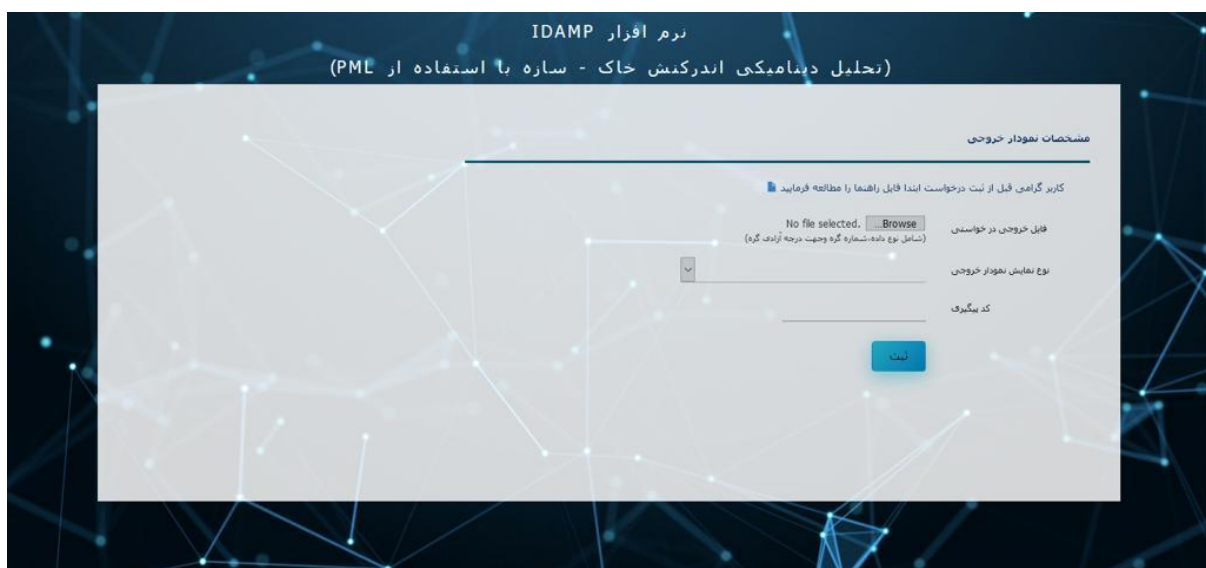 نرم افزار IDAMP
(تحلیل دینامیکی اندرکنش خاک - سازه با استفاده از PML)
مشخصات نمودار خروجی
کاربر گرامی قبل از ثبت درخواست ابتدا فایل راهنما را مطالعه فرمایید
فایل خروجی در خواستی
Browse... No file selected.
(شامل نوع داده،شماره گره وجهت درجه آزادی گره)
نوع نمایش نمودار خروجی
کد پیگیری
ثبت